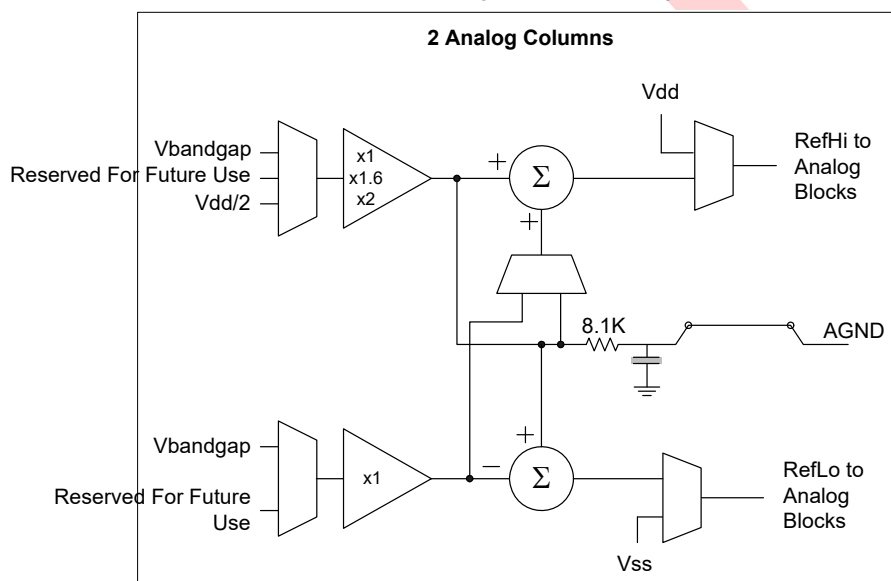 2 Analog Columns
Vdd
Vbandgap
Reserved For Future Use
Vdd/2
x1
x1.6
x2
+
Σ
+
RefHi to
Analog
Blocks
8.1K
AGND
Vbandgap
Reserved For Future
Use
x1
+
−
Σ
Vss
RefLo to
Analog
Blocks